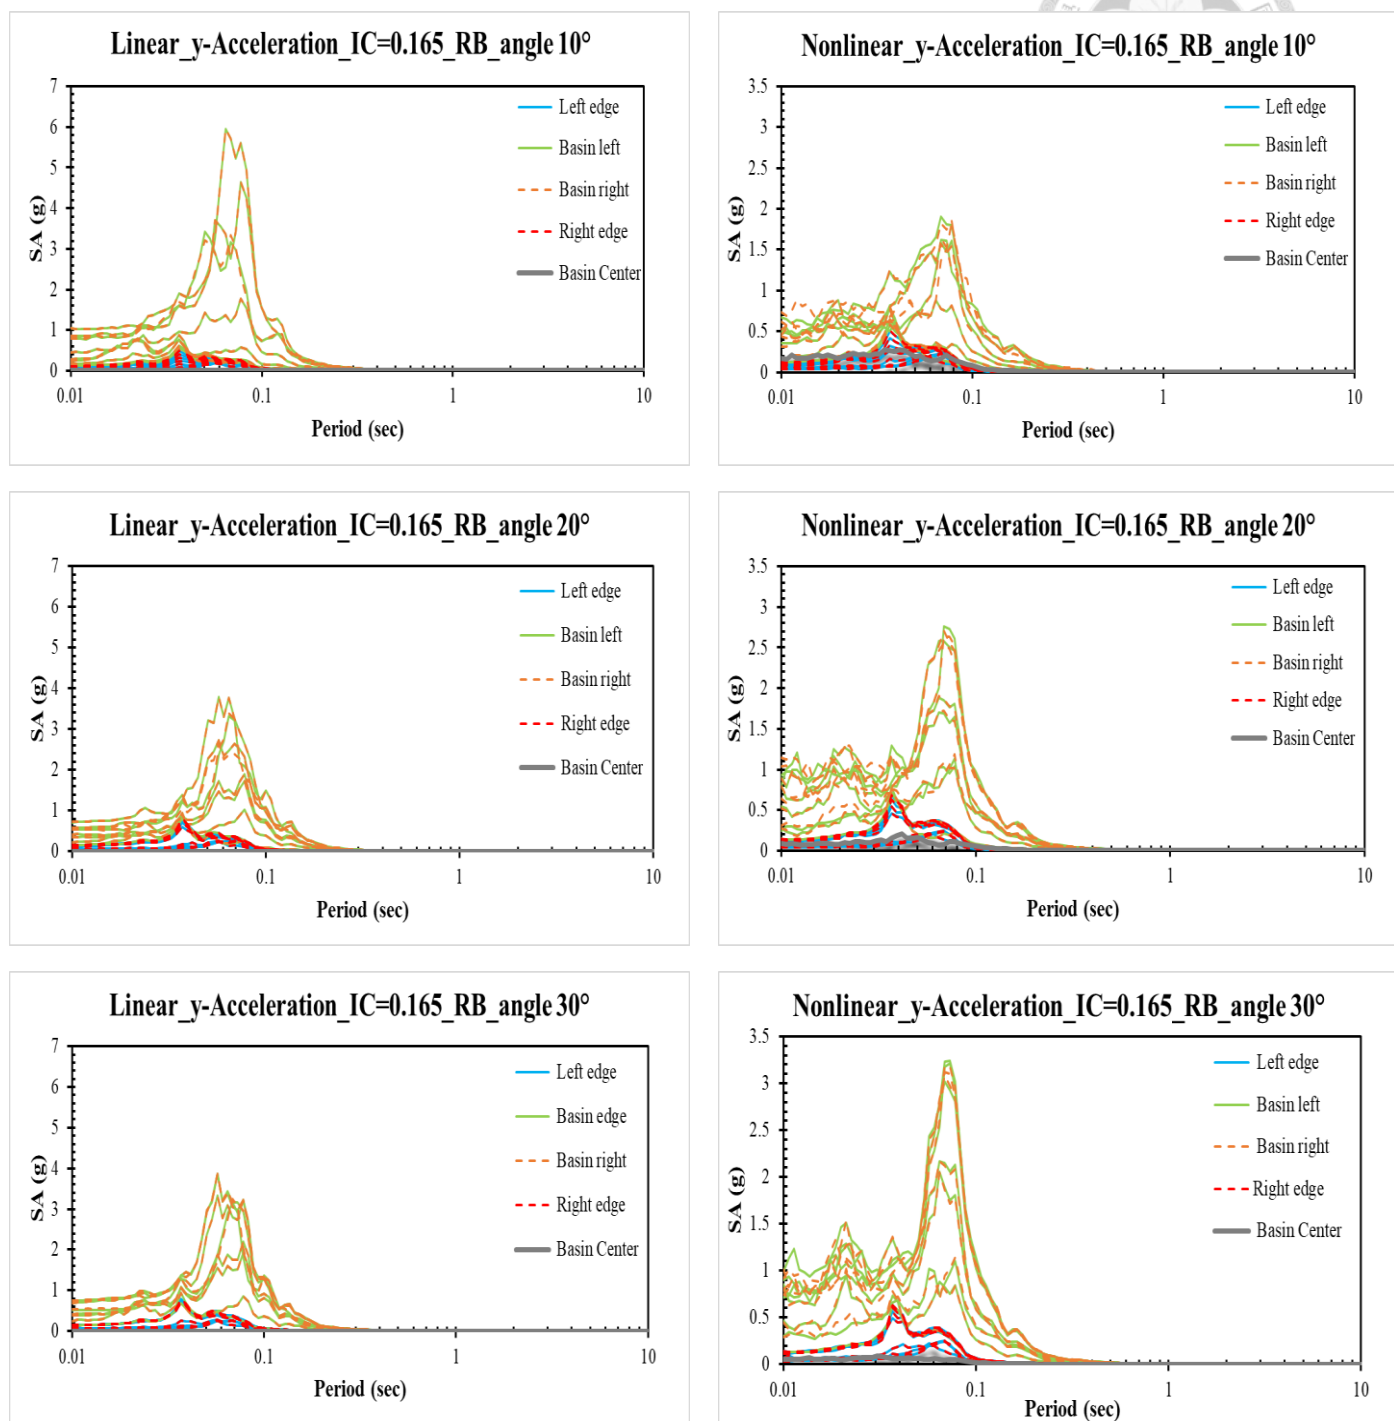 Linear_y-Acceleration_IC=0.165_RB_angle 10°
7
6
5
4
3
2
1
0
SA (g)
0.01
0.1
1
10
Period (sec)
Left edge
Basin left
Basin right
Right edge
Basin Center
Nonlinear_y-Acceleration_IC=0.165_RB_angle 10°
3.5
3
2.5
2
1.5
1
0.5
0
SA (g)
0.01
0.1
1
10
Period (sec)
Left edge
Basin left
Basin right
Right edge
Basin Center
Linear_y-Acceleration_IC=0.165_RB_angle 20°
7
6
5
4
3
2
1
0
SA (g)
0.01
0.1
1
10
Period (sec)
Left edge
Basin left
Basin right
Right edge
Basin Center
Nonlinear_y-Acceleration_IC=0.165_RB_angle 20°
3.5
3
2.5
2
1.5
1
0.5
0
SA (g)
0.01
0.1
1
10
Period (sec)
Left edge
Basin left
Basin right
Right edge
Basin Center
Linear_y-Acceleration_IC=0.165_RB_angle 30°
7
6
5
4
3
2
1
0
SA (g)
0.01
0.1
1
10
Period (sec)
Left edge
Basin edge
Basin right
Right edge
Basin Center
Nonlinear_y-Acceleration_IC=0.165_RB_angle 30°
3.5
3
2.5
2
1.5
1
0.5
0
SA (g)
0.01
0.1
1
10
Period (sec)
Left edge
Basin left
Basin right
Right edge
Basin Center